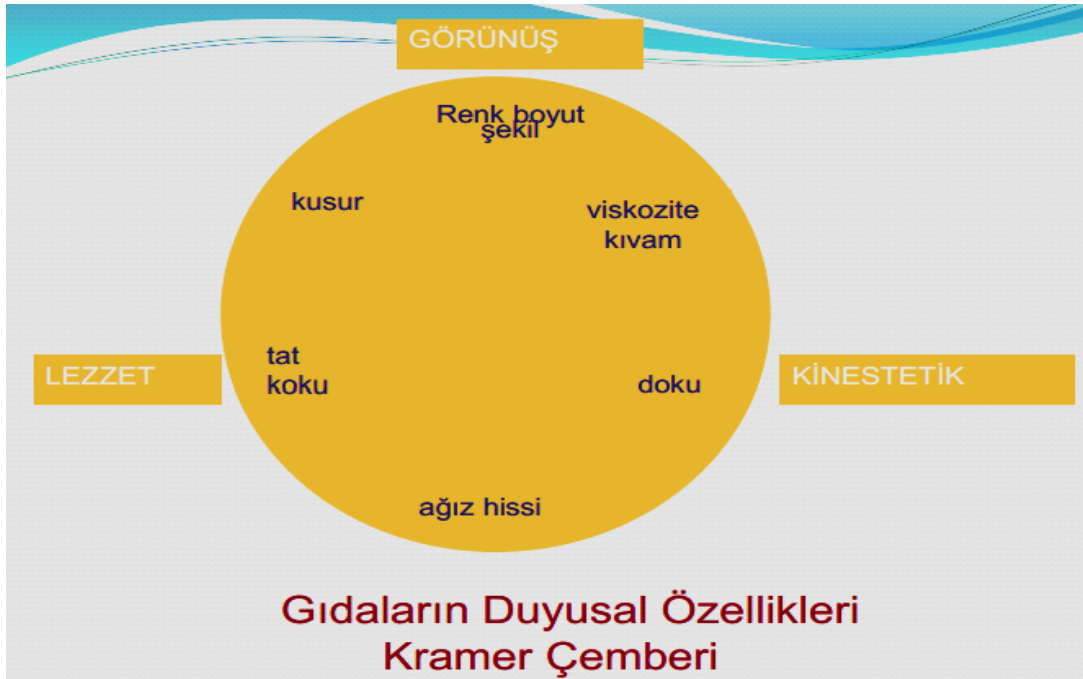 GÖRÜNÜŞ
Renk boyut
şekil
kusur
viskozite
kıvam
tat
koku
LEZZET
doku
KİNESTETİK
ağız hissi
Gıdaların Duyusal Özellikleri
Kramer Çemberi